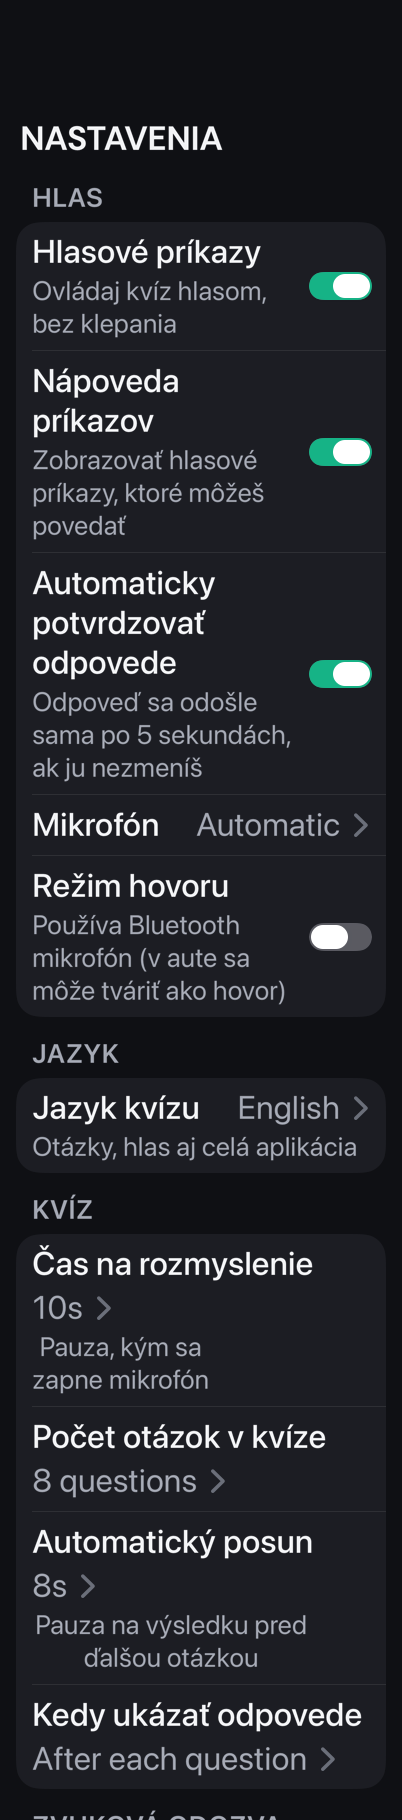 NASTAVENIA
HLAS
Hlasové príkazy
Ovládaj kvíz hlasom,
bez klepania
Nápoveda
príkazov
Zobrazovať hlasové
príkazy, ktoré môžeš
povedať
Automaticky
potvrdzovať
odpovede
Odpoveď sa odošle
sama po 5 sekundách,
ak ju nezmeníš
Mikrofón Automatic
Režim hovoru
Používa Bluetooth
mikrofón (v aute sa
môže tváriť ako hovor)
JAZYK
Jazyk kvízu English
Otázky, hlas aj celá aplikácia
KVÍZ
Čas na rozmyslenie
10s
Pauza, kým sa
zapne mikrofón
Počet otázok v kvíze
8 questions
Automatický posun
8s
Pauza na výsledku pred
ďalšou otázkou
Kedy ukázať odpovede
After each question